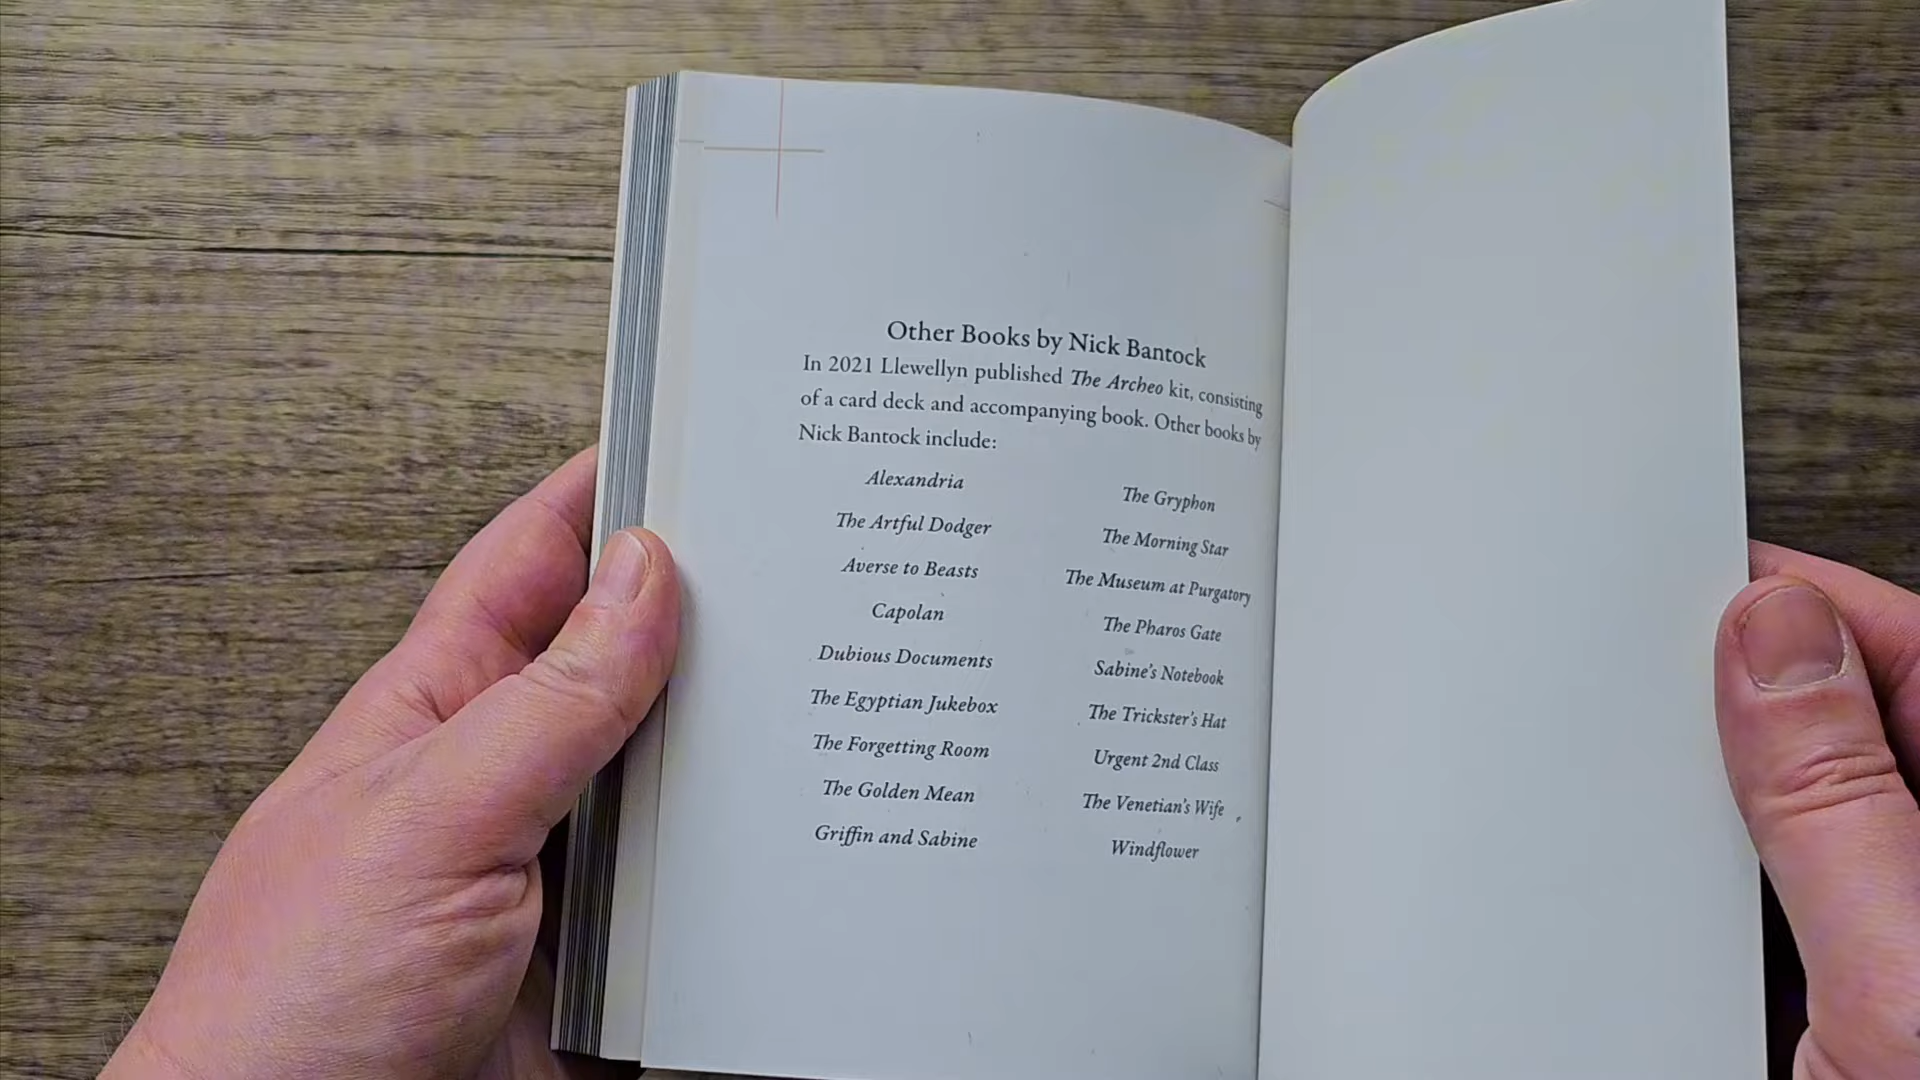 Other Books by Nick Bantock
In 2021 Llewellyn published The Archeo kit, consisting
of a card deck and accompanying book. Other books by
Nick Bantock include:
Alexandria
The Artful Dodger
Averse to Beasts
Capolan
Dubious Documents
The Egyptian Jukebox
The Forgetting Room
The Golden Mean
Griffin and Sabine
The Gryphon
The Morning Star
The Museum at Purgatory
The Pharos Gate
Sabine's Notebook
The Trickster's Hat
Urgent 2nd Class
The Venetian's Wife
Windflower